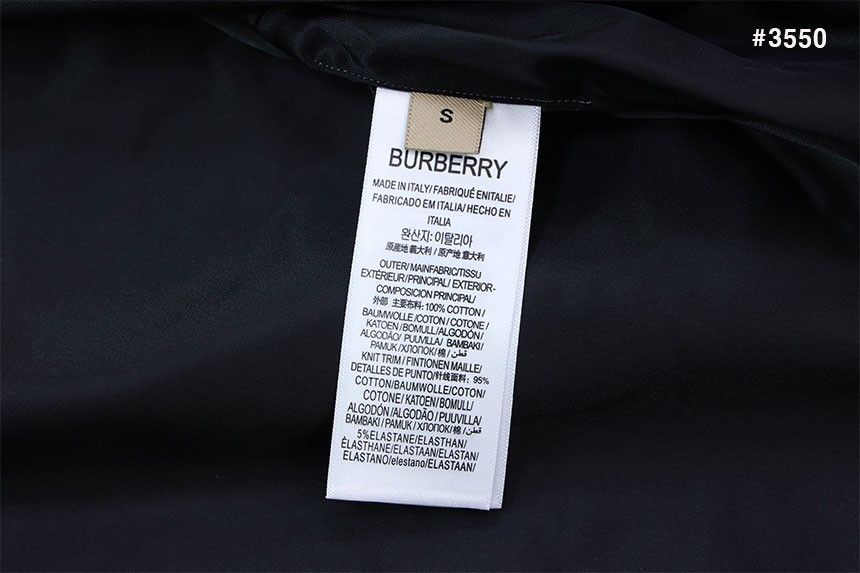 #3550
S
BURBERRY
MADE IN ITALY/ FABRIQUÉ ENITALIE/
FABRICADO EM ITALIA/ HECHO EN
ITALIA
완산지: 이탈리아
原産地 義大利 / 原产地 意大利
OUTER/ MAINFABRIC/TISSU
EXTÉRIEUR/PRINCIPAL/ EXTERIOR-
COMPOSICION PRINCIPAL/
外部 主要布料: 100% COTTON /
BAUMWOLLE /COTON / COTONE /
KATOEN /BOMULL/ALGODÓN/
ALGODÃO/ PUUVILLA/ BAMBAKI/
PAMUK /ХЛОПОК/ 棉 / قطن/
KNIT TRIM / FINTIONEN MAILLE/
DETALLES DE PUNTO/针线面料: 95%
COTTON/BAUMWOLLE/COTON/
COTONE/ KATOEN/ BOMULL/
ALGODÓN /ALGODÃO / PUUVILLA/
BAMBAKI / PAMUK / ХЛОПОК/棉 / قطن/
5%ELASTANE/ELASTHAN/
ÉLASTHANE/ELASTAAN/ELASTAN/
ELASTANO/elestano/ELASTAAN/